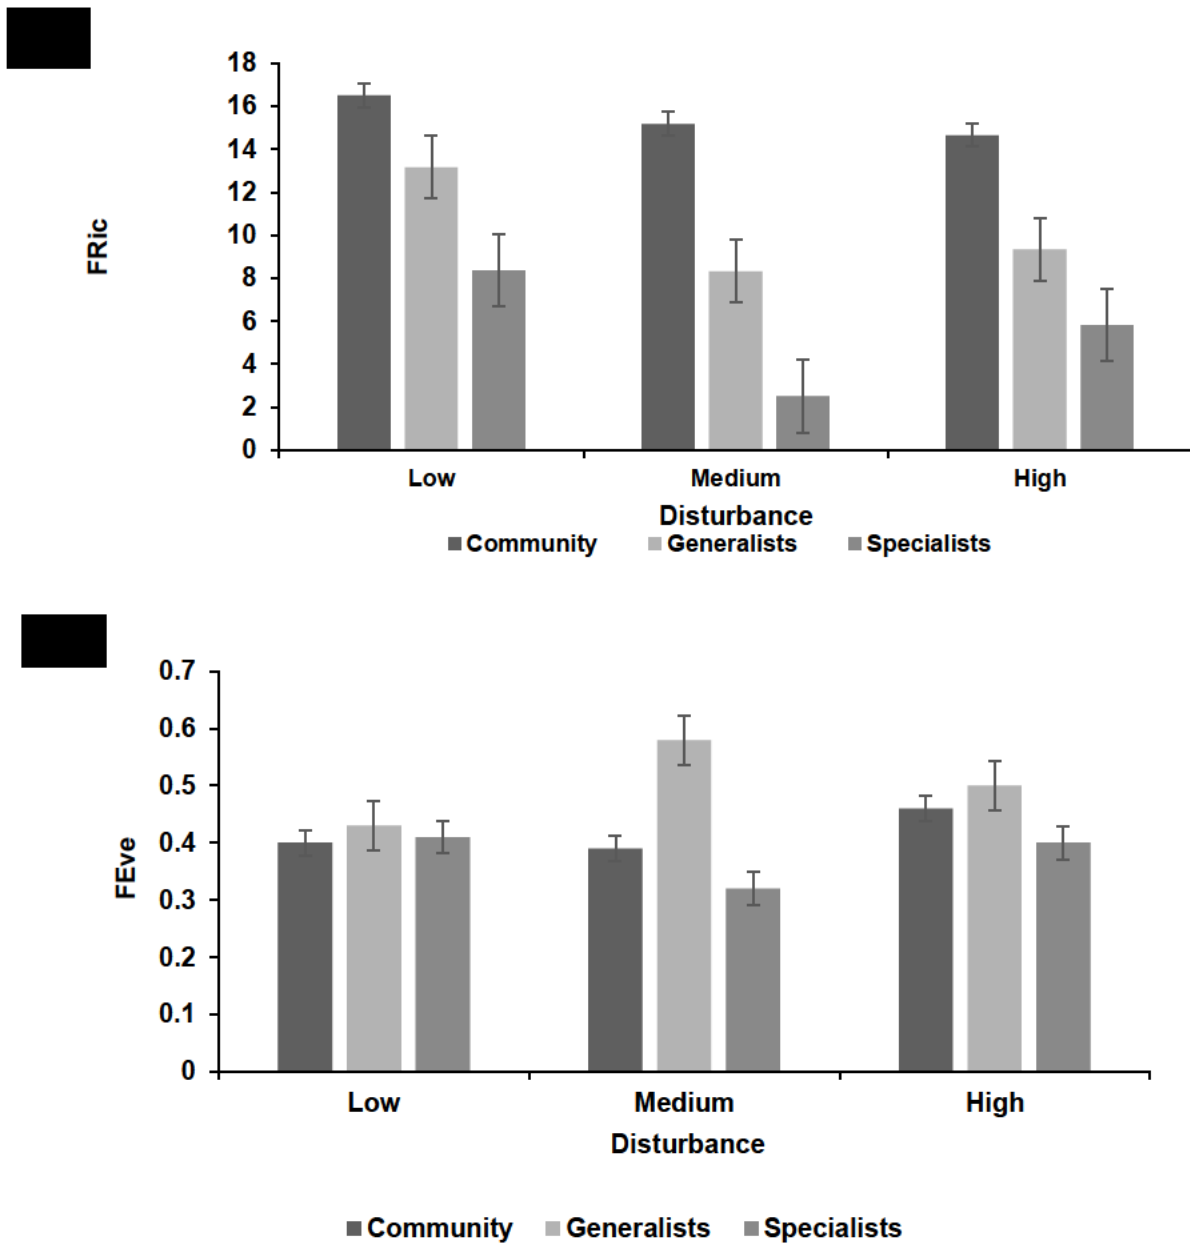 18
16
14
12
10
8
6
4
2
0
FRic
Low Medium High
Disturbance
Community Generalists Specialists
0.7
0.6
0.5
0.4
0.3
0.2
0.1
0
FEve
Low Medium High
Disturbance
Community Generalists Specialists